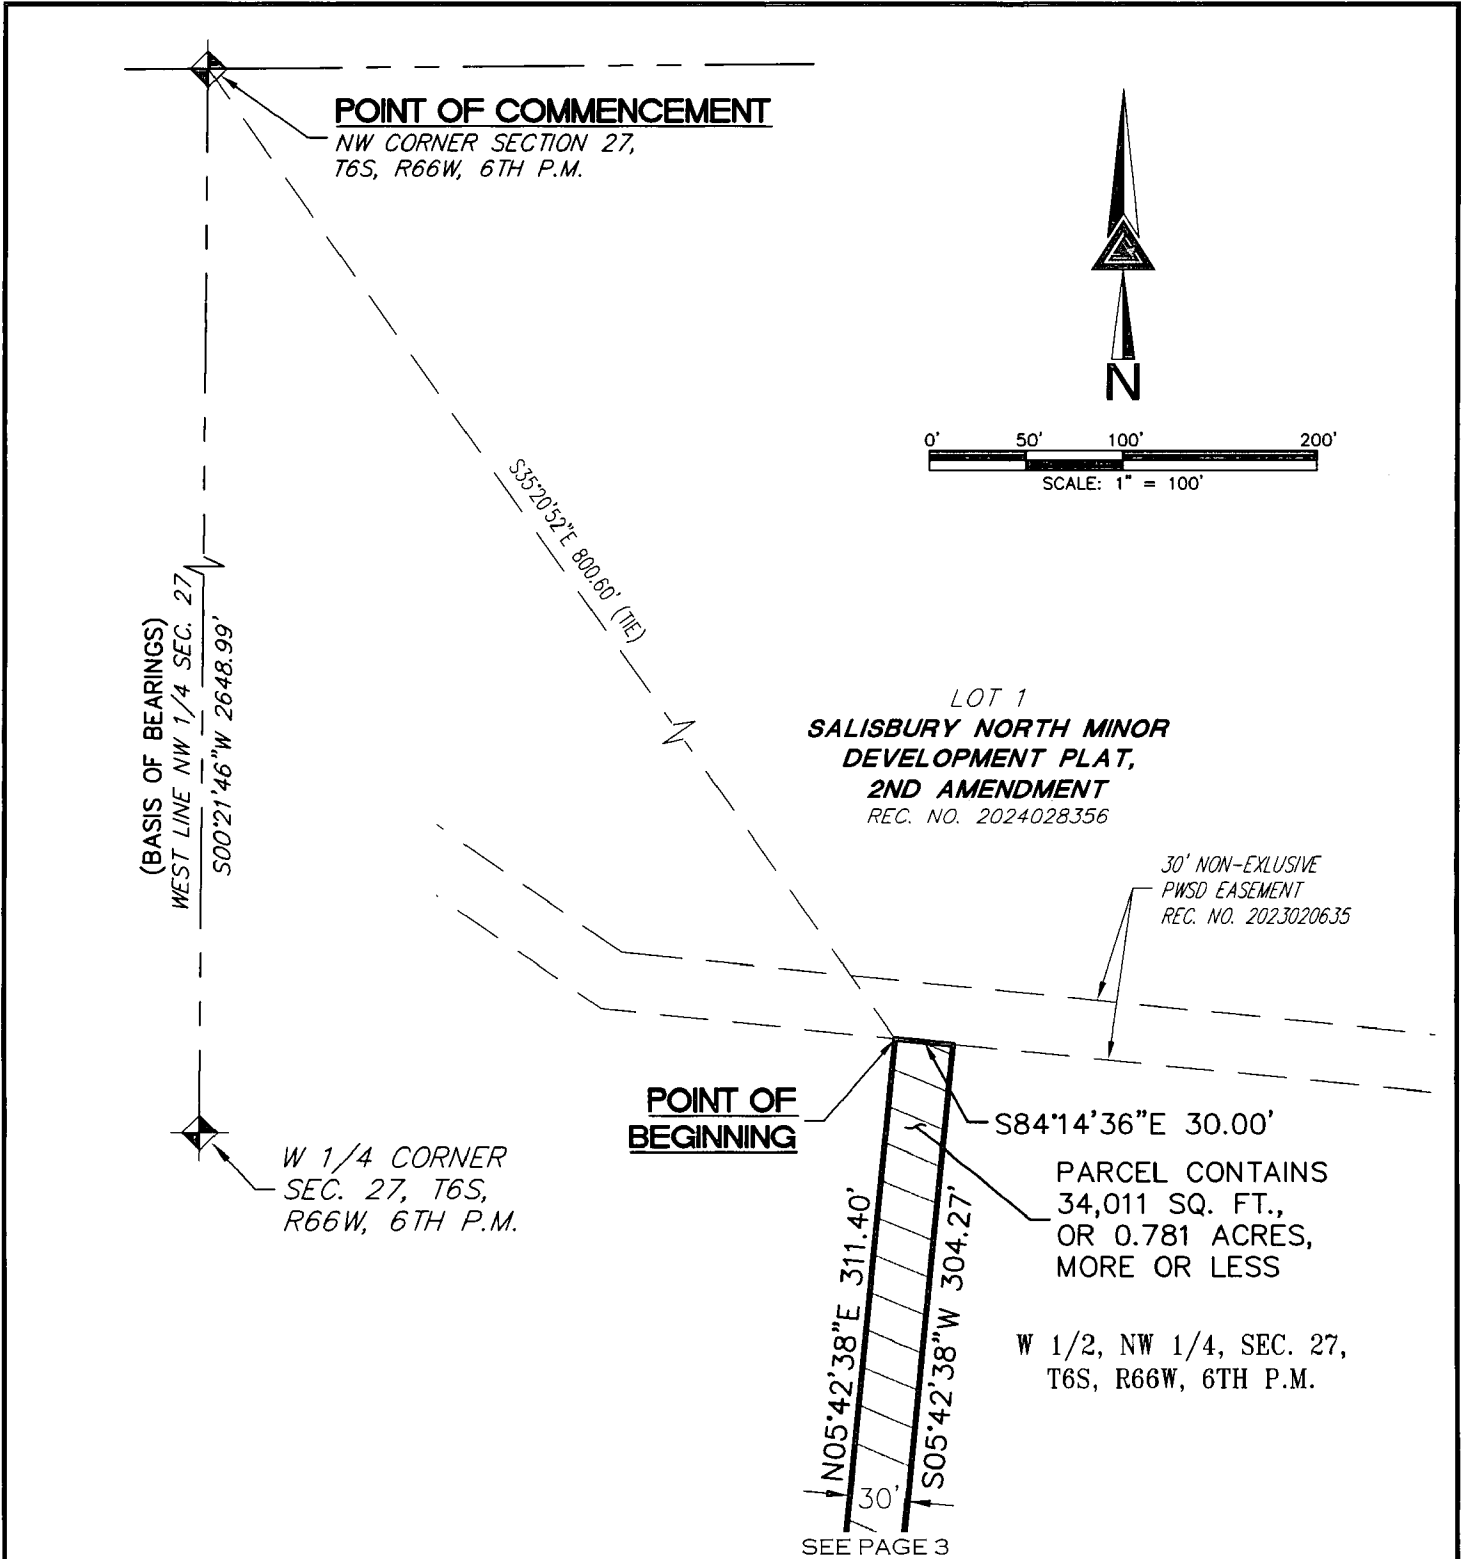 POINT OF COMMENCEMENT
NW CORNER SECTION 27,
T6S, R66W, 6TH P.M.
N
0' 50' 100' 200'
SCALE: 1" = 100'
S35°20'52"E 800.60' (TIE)
(BASIS OF BEARINGS)
WEST LINE NW 1/4 SEC. 27
S00°21'46"W 2648.99'
LOT 1
SALISBURY NORTH MINOR
DEVELOPMENT PLAT,
2ND AMENDMENT
REC. NO. 2024028356
30' NON-EXLUSIVE
PWSD EASEMENT
REC. NO. 2023020635
POINT OF
BEGINNING
S84°14'36"E 30.00'
W 1/4 CORNER
SEC. 27, T6S,
R66W, 6TH P.M.
PARCEL CONTAINS
34,011 SQ. FT.,
OR 0.781 ACRES,
MORE OR LESS
N05°42'38"E 311.40'
S05°42'38"W 304.27'
W 1/2, NW 1/4, SEC. 27,
T6S, R66W, 6TH P.M.
30'
SEE PAGE 3